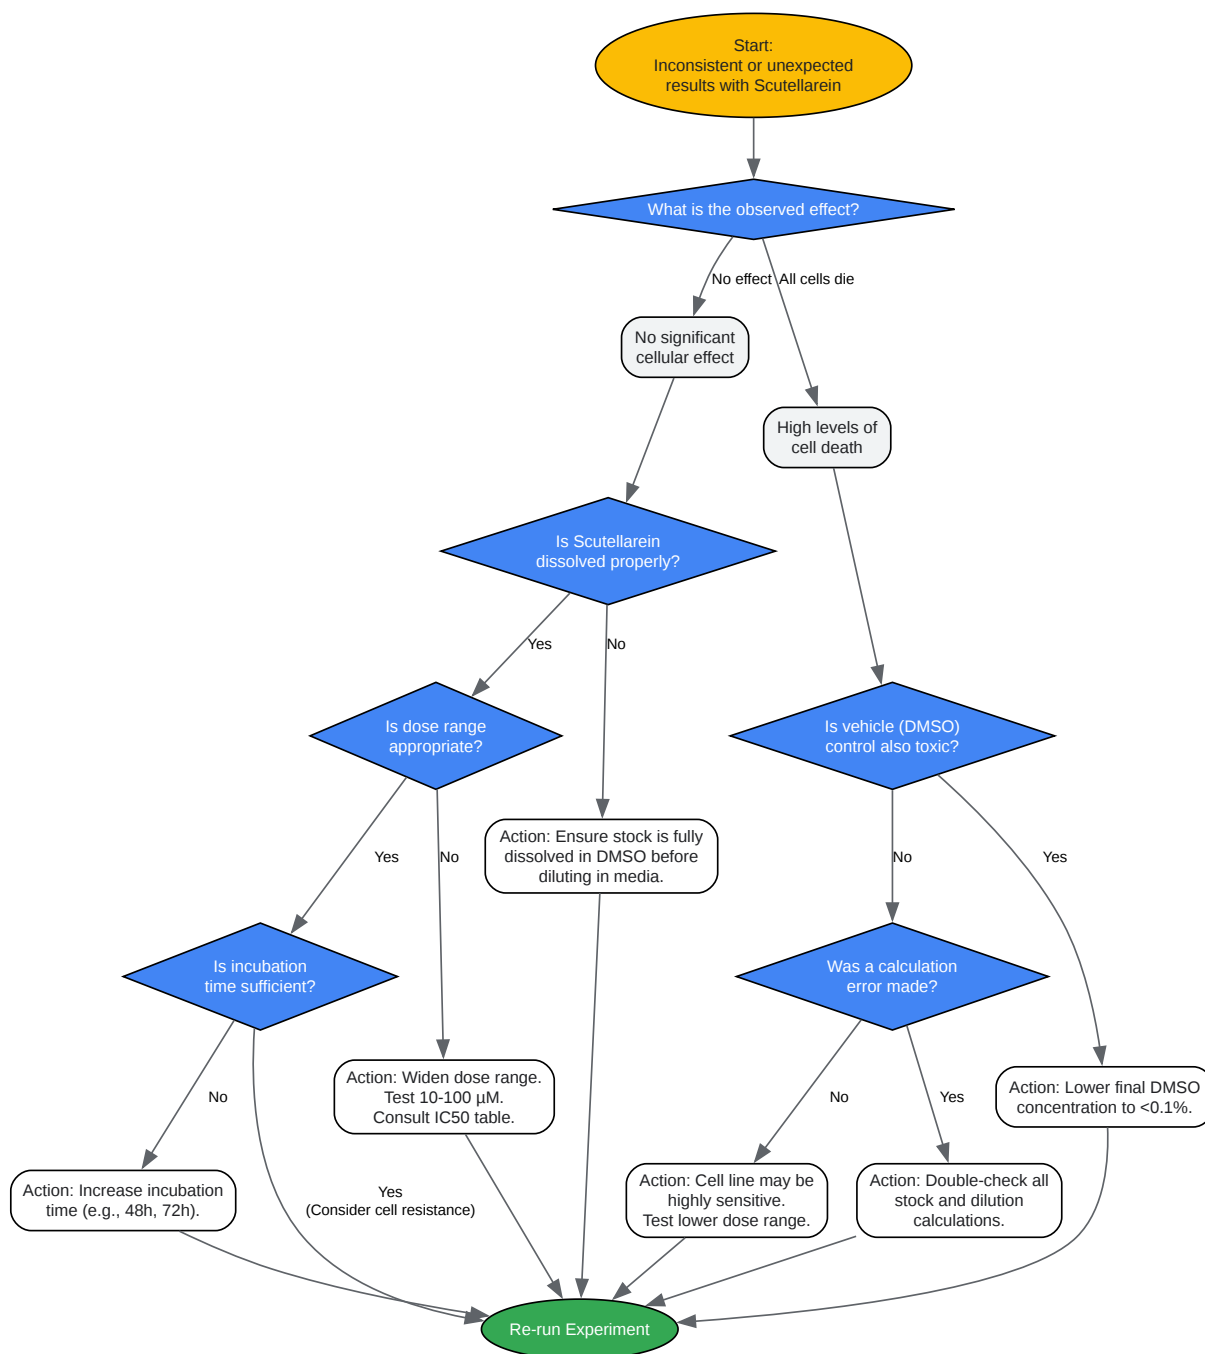 Start:
Inconsistent or unexpected
results with Scutellarein
What is the observed effect?
No effect
All cells die
No significant
cellular effect
High levels of
cell death
Is Scutellarein
dissolved properly?
Yes
No
Is dose range
appropriate?
Is vehicle (DMSO)
control also toxic?
Yes
No
Action: Ensure stock is fully
dissolved in DMSO before
diluting in media.
No
Yes
Is incubation
time sufficient?
Was a calculation
error made?
No
Action: Widen dose range.
Test 10-100 µM.
Consult IC50 table.
No
Yes
Action: Lower final DMSO
concentration to <0.1%.
Action: Increase incubation
time (e.g., 48h, 72h).
Yes
(Consider cell resistance)
Action: Cell line may be
highly sensitive.
Test lower dose range.
Action: Double-check all
stock and dilution
calculations.
Re-run Experiment